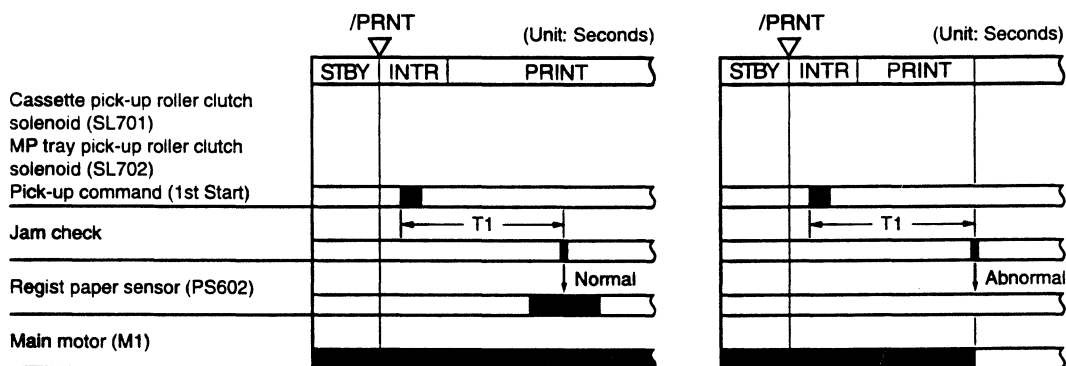 /PRNT
(Unit: Seconds)
/PRNT
(Unit: Seconds)
STBY INTR PRINT
STBY INTR PRINT
Cassette pick-up roller clutch
solenoid (SL701)
MP tray pick-up roller clutch
solenoid (SL702)
Pick-up command (1st Start)
T1
T1
Jam check
Normal
Abnormal
Regist paper sensor (PS602)
Main motor (M1)